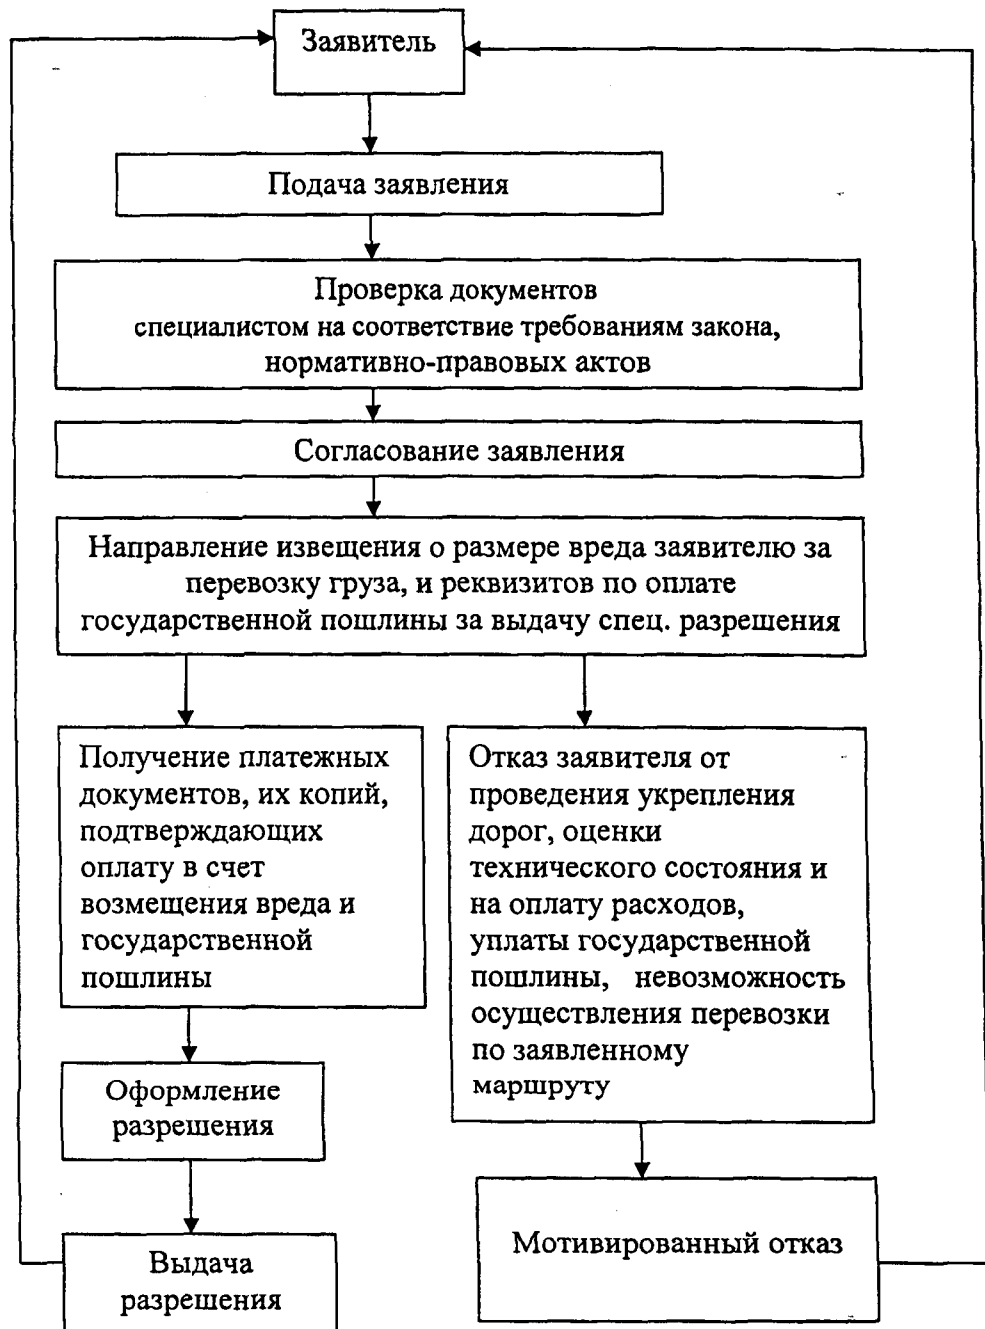 Заявитель
Подача заявления
Проверка документов
специалистом на соответствие требованиям закона,
нормативно-правовых актов
Согласование заявления
Направление извещения о размере вреда заявителю за
перевозку груза, и реквизитов по оплате
государственной пошлины за выдачу спец. разрешения
Получение платежных
документов, их копий,
подтверждающих
оплату в счет
возмещения вреда и
государственной
пошлины
Отказ заявителя от
проведения укрепления
дорог, оценки
технического состояния и
на оплату расходов,
уплаты государственной
пошлины, невозможность
осуществления перевозки
по заявленному
маршруту
Оформление
разрешения
Мотивированный отказ
Выдача
разрешения